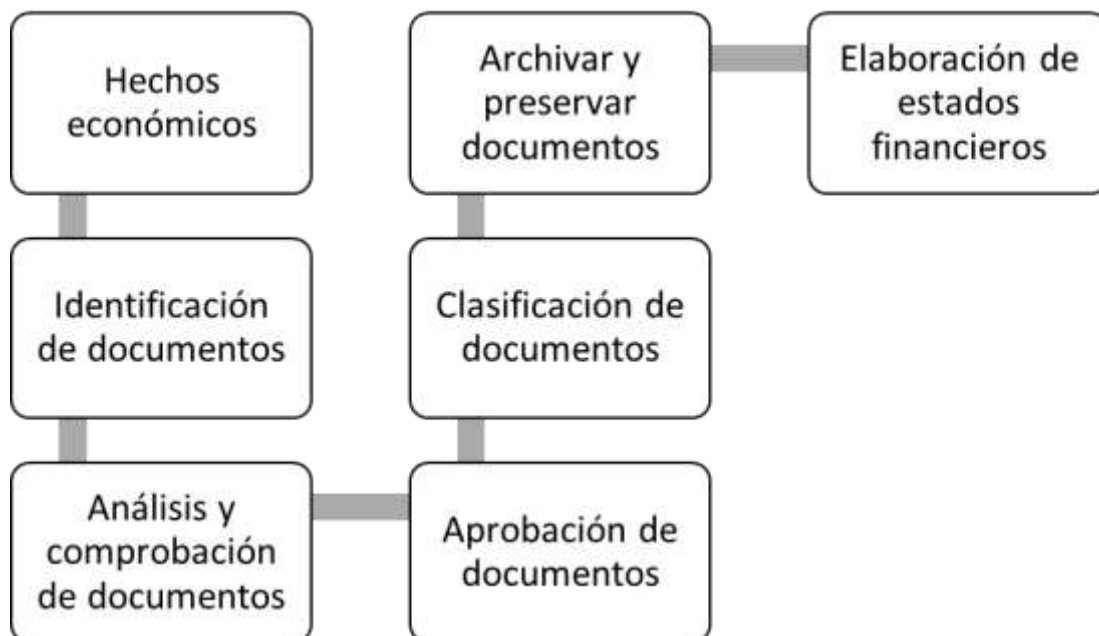 Hechos
económicos
Identificación
de documentos
Análisis y
comprobación
de documentos
Aprobación de
documentos
Clasificación de
documentos
Archivar y
preservar
documentos
Elaboración de
estados
financieros